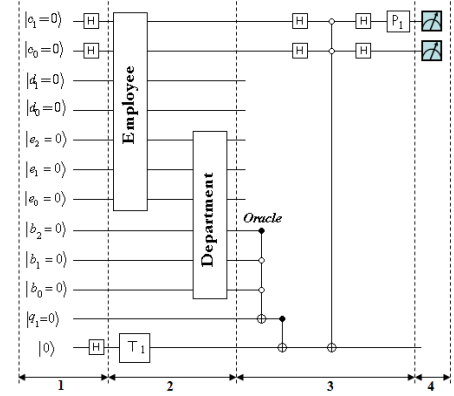 |c₁=0⟩ H H H P₁
|c₀=0⟩ H H H
|d₁=0⟩
|d₀=0⟩
|e₂=0⟩
|e₁=0⟩
|e₀=0⟩
Employee
Department
Oracle
|b₂=0⟩
|b₁=0⟩
|b₀=0⟩
|q₁=0⟩
|0⟩ H T₁
1 2 3 4